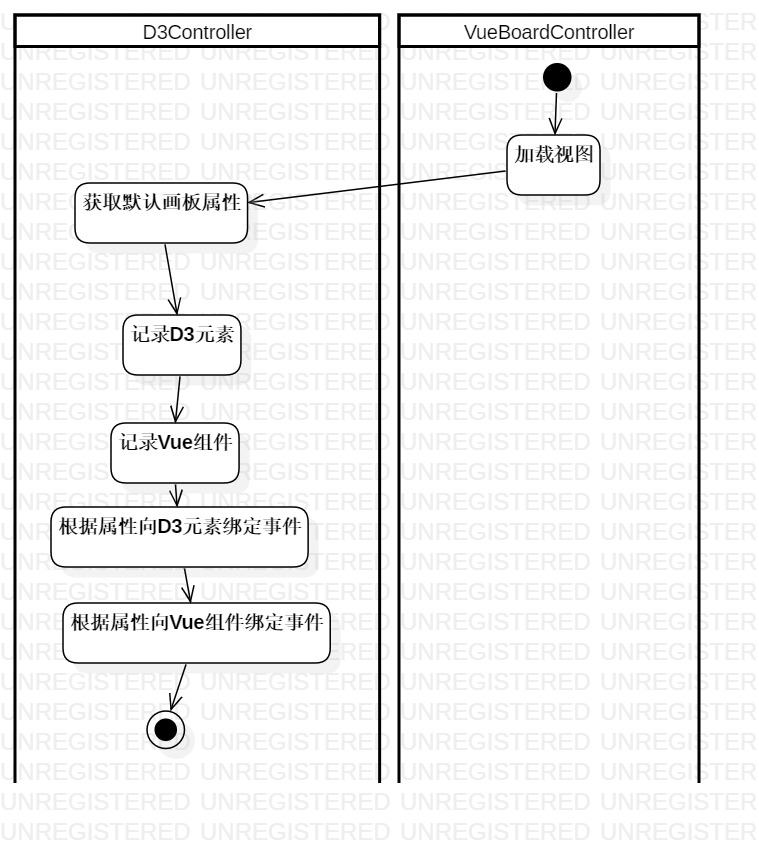 D3Controller
VueBoardController
加载视图
获取默认画板属性
记录D3元素
记录Vue组件
根据属性向D3元素绑定事件
根据属性向Vue组件绑定事件
UNREGISTERED